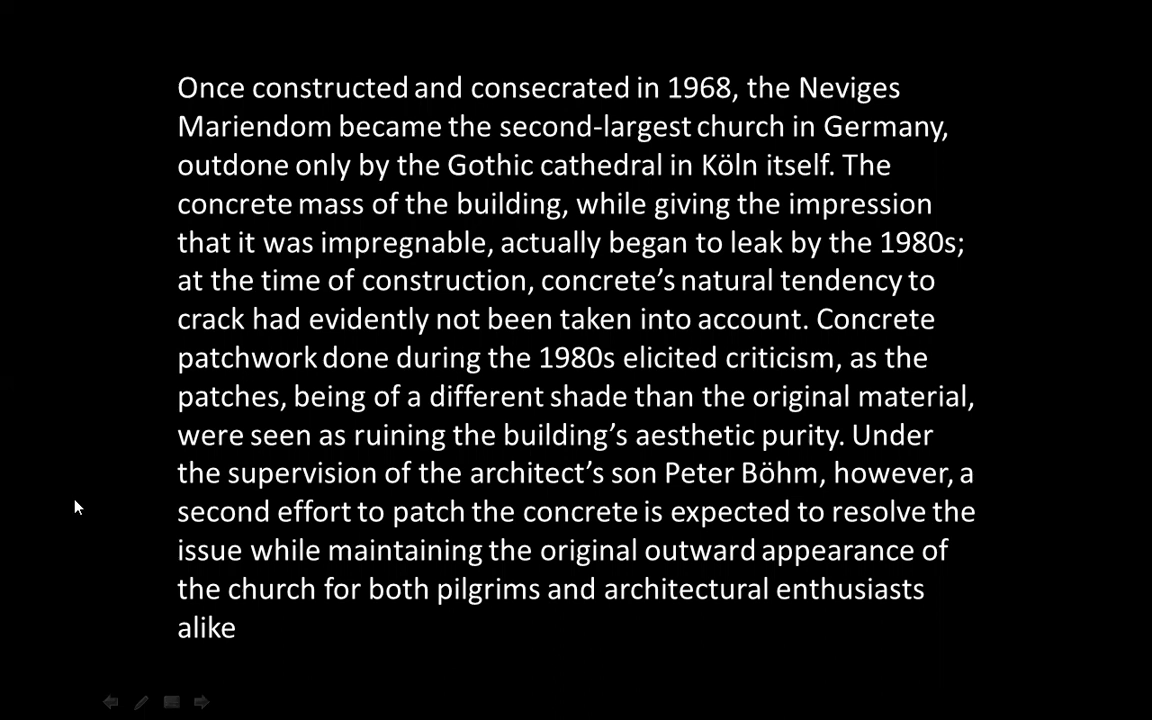 Once constructed and consecrated in 1968, the Neviges
Mariendom became the second-largest church in Germany,
outdone only by the Gothic cathedral in Köln itself. The
concrete mass of the building, while giving the impression
that it was impregnable, actually began to leak by the 1980s;
at the time of construction, concrete’s natural tendency to
crack had evidently not been taken into account. Concrete
patchwork done during the 1980s elicited criticism, as the
patches, being of a different shade than the original material,
were seen as ruining the building’s aesthetic purity. Under
the supervision of the architect’s son Peter Böhm, however, a
second effort to patch the concrete is expected to resolve the
issue while maintaining the original outward appearance of
the church for both pilgrims and architectural enthusiasts
alike